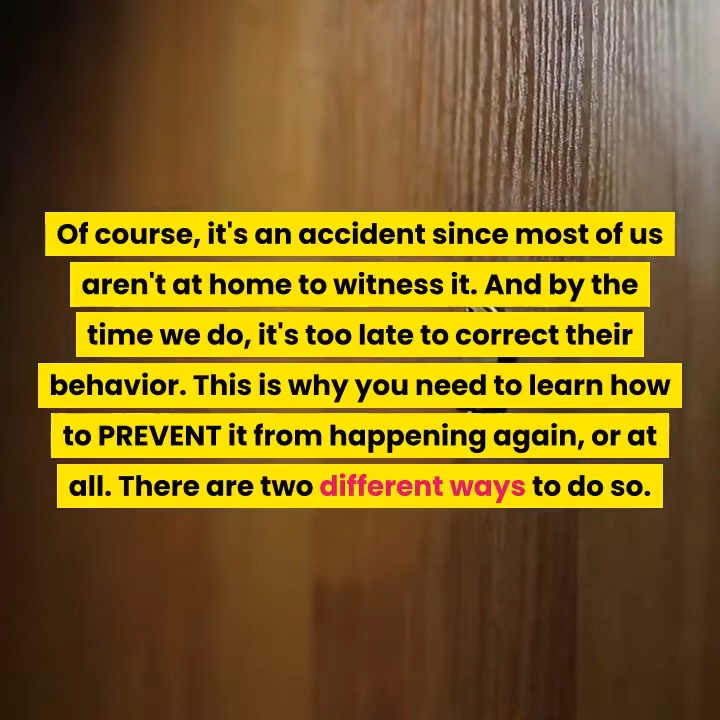 Of course, it's an accident since most of us
aren't at home to witness it. And by the
time we do, it's too late to correct their
behavior. This is why you need to learn how
to PREVENT it from happening again, or at
all. There are two different ways to do so.